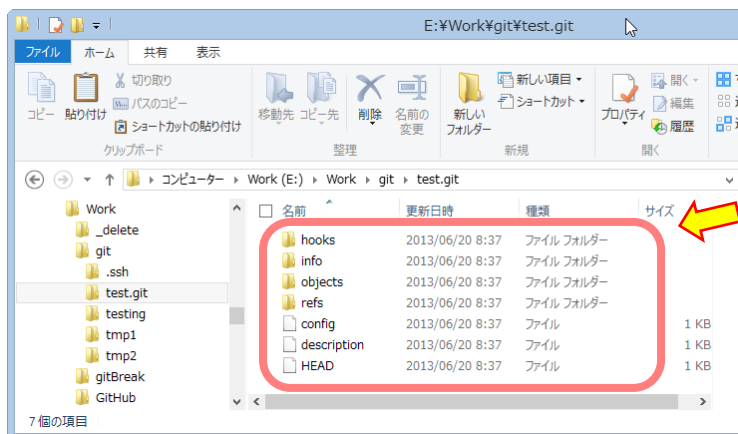 E:¥Work¥git¥test.git
ファイル ホーム 共有 表示
コピー 貼り付け 切り取り
パスのコピー
ショートカットの貼り付け
移動先 コピー先 削除 名前の変更
新しいフォルダー
新しい項目
ショートカット
プロパティ 開く
編集
履歴
クリップボード 整理 新規 開く
コンピューター Work (E:) Work git test.git
Work
_delete
git
.ssh
test.git
testing
tmp1
tmp2
gitBreak
GitHub
名前 更新日時 種類 サイズ
hooks 2013/06/20 8:37 ファイル フォルダー
info 2013/06/20 8:37 ファイル フォルダー
objects 2013/06/20 8:37 ファイル フォルダー
refs 2013/06/20 8:37 ファイル フォルダー
config 2013/06/20 8:37 ファイル 1 KB
description 2013/06/20 8:37 ファイル 1 KB
HEAD 2013/06/20 8:37 ファイル 1 KB
7 個の項目